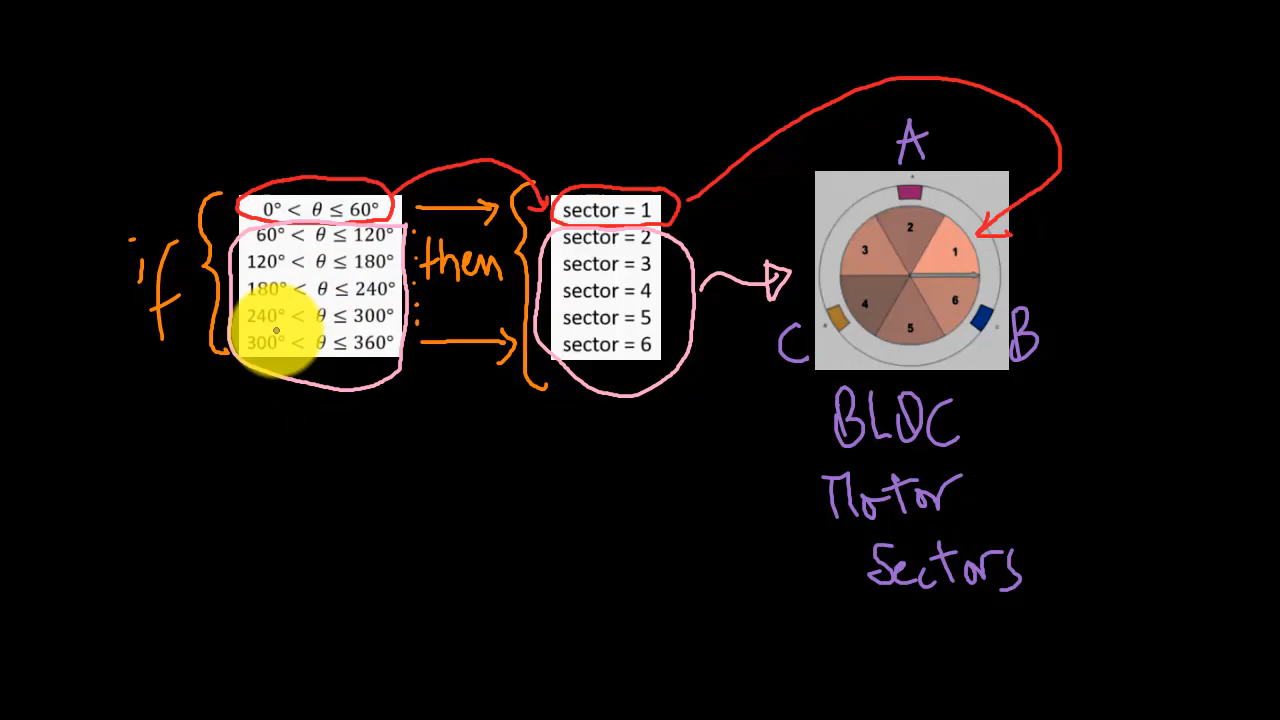 if
0° < θ ≤ 60°
60° < θ ≤ 120°
120° < θ ≤ 180°
180° < θ ≤ 240°
240° < θ ≤ 300°
300° < θ ≤ 360°
then
sector = 1
sector = 2
sector = 3
sector = 4
sector = 5
sector = 6
A
2
3
1
4
6
5
C
B
BLDC
Motor
Sectors